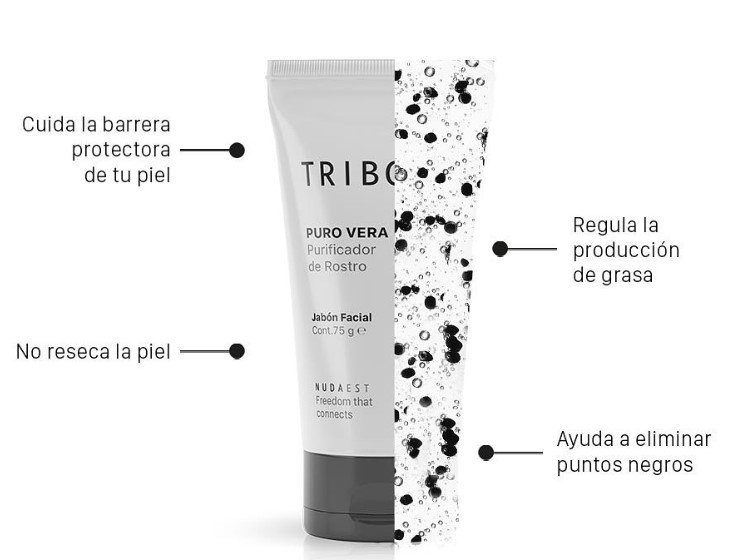 Cuida la barrera
protectora
de tu piel
No reseca la piel
TRIBO
PURO VERA
Purificador
de Rostro
Jabón Facial
Cont.75 g ℮
NUDAEST
Freedom that
connects
Regula la
producción
de grasa
Ayuda a eliminar
puntos negros